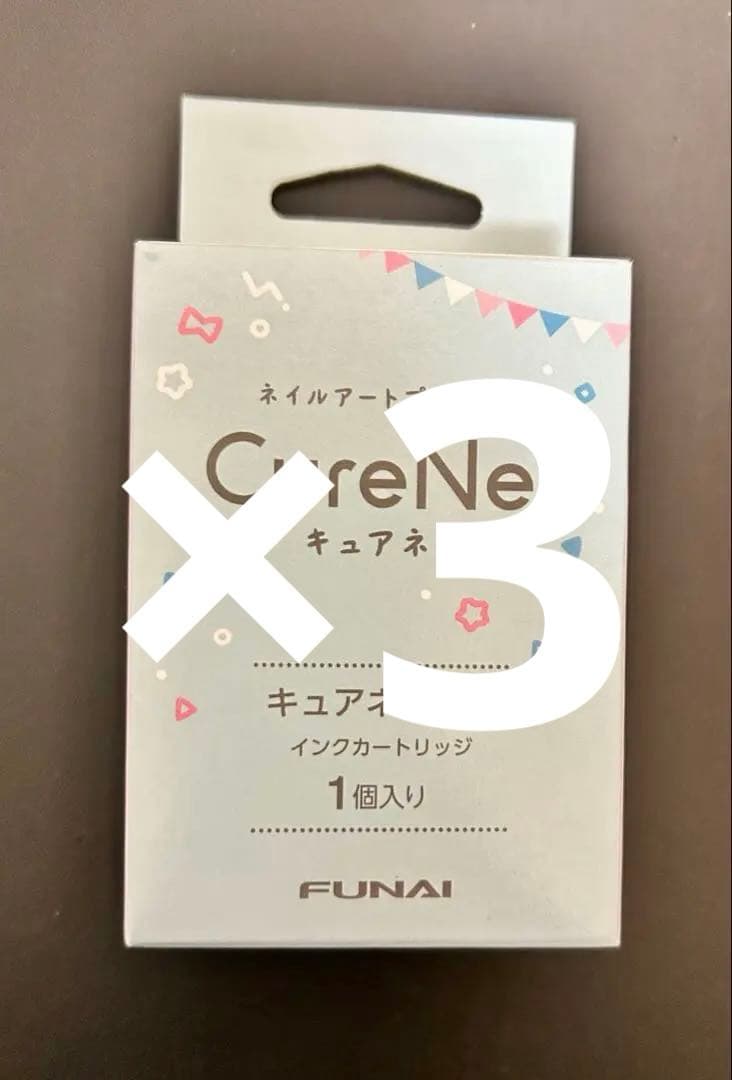 ネイルアートプ
CureNe
キュアネ
×3
キュアネ
インクカートリッジ
1個入り
FUNAI